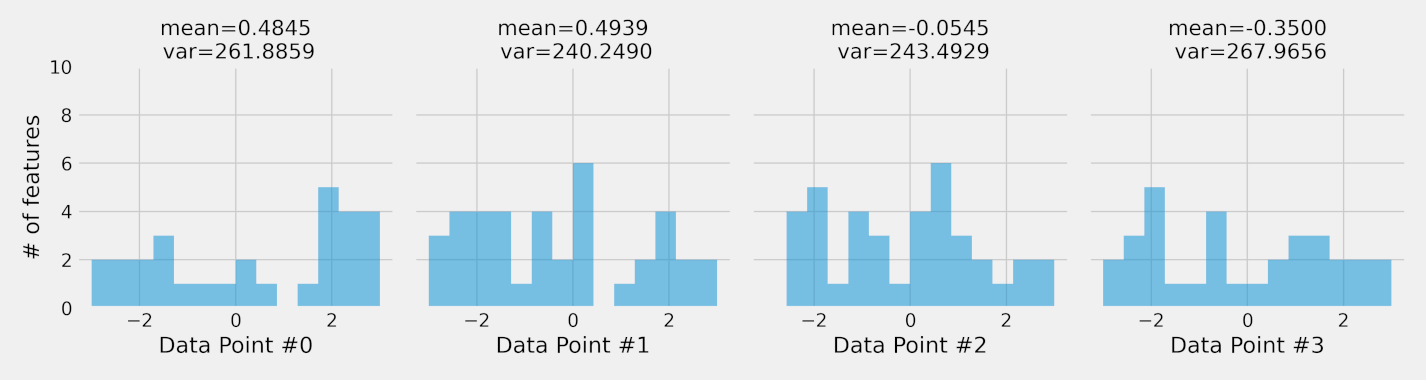 mean=0.4845
var=261.8859
mean=0.4939
var=240.2490
mean=-0.0545
var=243.4929
mean=-0.3500
var=267.9656
10
8
6
4
2
0
# of features
−2 0 2
−2 0 2
−2 0 2
−2 0 2
Data Point #0
Data Point #1
Data Point #2
Data Point #3